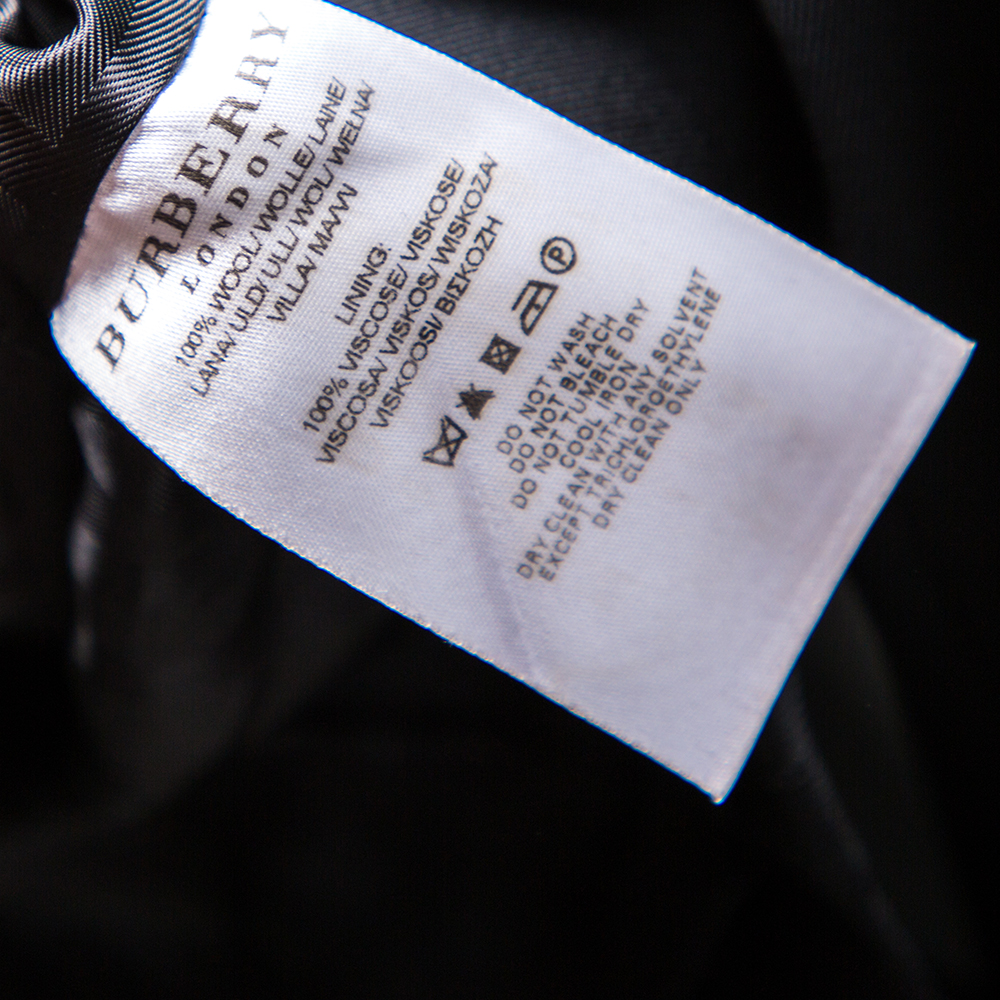 BURBERRY
LONDON
100% WOOL/ WOLLE/ LAINE/
LANA/ ULD/ ULL/ WOL/ WELNA/
VILLA/ MAΛΛΙ
LINING:
100% VISCOSE/ VISKOSE/
VISCOSA/ VISKOS/ WISKOZA/
VISKOOSI/ ΒΙΣΚΟΖΗ
P
DO NOT WASH
DO NOT BLEACH
DO NOT TUMBLE DRY
COOL IRON
DRY CLEAN WITH ANY SOLVENT
EXCEPT TRICHLOROETHYLENE
DRY CLEAN ONLY